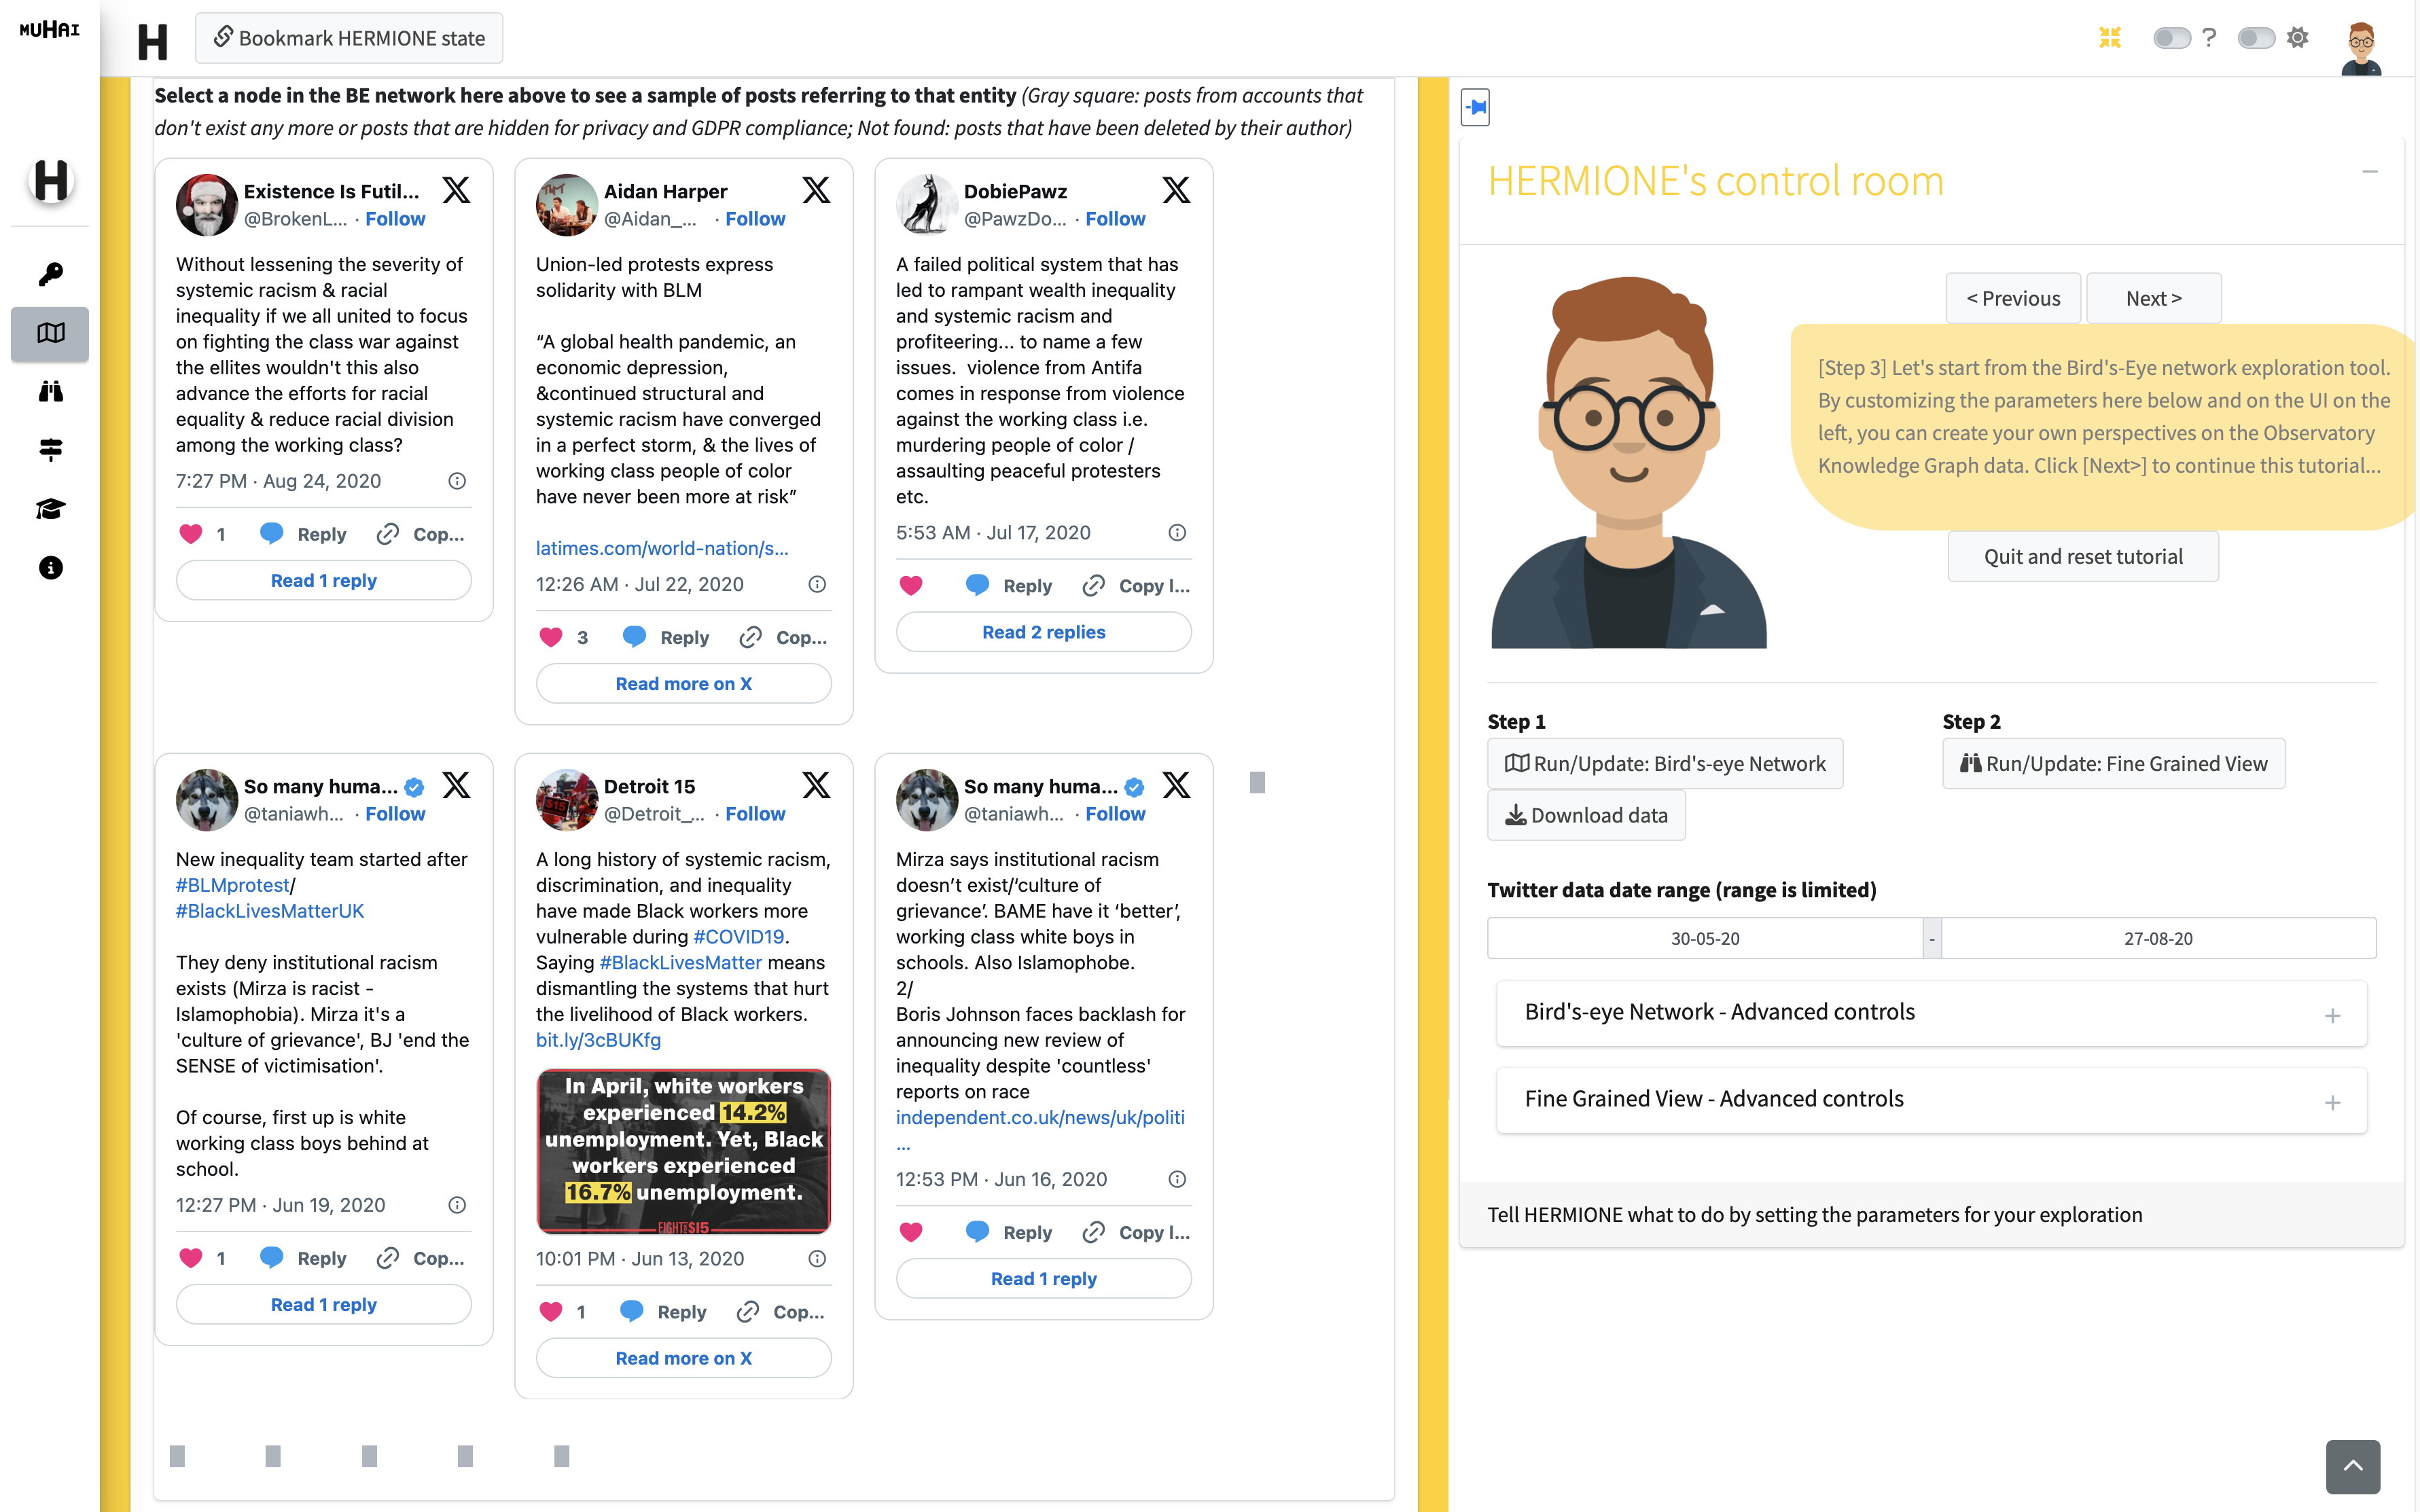 MUHAI
H
Bookmark HERMIONE state
?
Select a node in the BE network here above to see a sample of posts referring to that entity (Gray square: posts from accounts that
don't exist any more or posts that are hidden for privacy and GDPR compliance; Not found: posts that have been deleted by their author)
Existence Is Futil...
@BrokenL... · Follow
Without lessening the severity of
systemic racism & racial
inequality if we all united to focus
on fighting the class war against
the ellites wouldn't this also
advance the efforts for racial
equality & reduce racial division
among the working class?
7:27 PM · Aug 24, 2020
1 Reply Cop...
Read 1 reply
Aidan Harper
@Aidan_... · Follow
Union-led protests express
solidarity with BLM
“A global health pandemic, an
economic depression,
&continued structural and
systemic racism have converged
in a perfect storm, & the lives of
working class people of color
have never been more at risk”
latimes.com/world-nation/s...
12:26 AM · Jul 22, 2020
3 Reply Cop...
Read more on X
DobiePawz
@PawzDo... · Follow
A failed political system that has
led to rampant wealth inequality
and systemic racism and
profiteering... to name a few
issues. violence from Antifa
comes in response from violence
against the working class i.e.
murdering people of color /
assaulting peaceful protesters
etc.
5:53 AM · Jul 17, 2020
Reply Copy l...
Read 2 replies
So many huma...
@taniawh... · Follow
New inequality team started after
#BLMprotest/
#BlackLivesMatterUK
They deny institutional racism
exists (Mirza is racist -
Islamophobia). Mirza it's a
'culture of grievance', BJ 'end the
SENSE of victimisation'.
Of course, first up is white
working class boys behind at
school.
12:27 PM · Jun 19, 2020
1 Reply Cop...
Read 1 reply
Detroit 15
@Detroit_... · Follow
A long history of systemic racism,
discrimination, and inequality
have made Black workers more
vulnerable during #COVID19.
Saying #BlackLivesMatter means
dismantling the systems that hurt
the livelihood of Black workers.
bit.ly/3cBUKfg
In April, white workers
experienced 14.2%
unemployment. Yet, Black
workers experienced
16.7% unemployment.
10:01 PM · Jun 13, 2020
1 Reply Cop...
Read more on X
So many huma...
@taniawh... · Follow
Mirza says institutional racism
doesn’t exist/‘culture of
grievance’. BAME have it ‘better’,
working class white boys in
schools. Also Islamophobe.
2/
Boris Johnson faces backlash for
announcing new review of
inequality despite 'countless'
reports on race
independent.co.uk/news/uk/politi
...
12:53 PM · Jun 16, 2020
Reply Copy l...
Read 1 reply
HERMIONE's control room
< Previous
Next >
[Step 3] Let's start from the Bird's-Eye network exploration tool.
By customizing the parameters here below and on the UI on the
left, you can create your own perspectives on the Observatory
Knowledge Graph data. Click [Next>] to continue this tutorial...
Quit and reset tutorial
Step 1
Run/Update: Bird's-eye Network
Download data
Step 2
Run/Update: Fine Grained View
Twitter data date range (range is limited)
30-05-20 - 27-08-20
Bird's-eye Network - Advanced controls
Fine Grained View - Advanced controls
Tell HERMIONE what to do by setting the parameters for your exploration